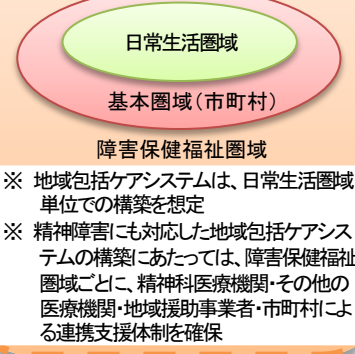 日常生活圏域
基本圏域（市町村）
障害保健福祉圏域
※ 地域包括ケアシステムは、日常生活圏域
単位での構築を想定
※ 精神障害にも対応した地域包括ケアシス
テムの構築にあたっては、障害保健福祉
圏域ごとに、精神科医療機関・その他の
医療機関・地域援助事業者・市町村によ
る連携支援体制を確保